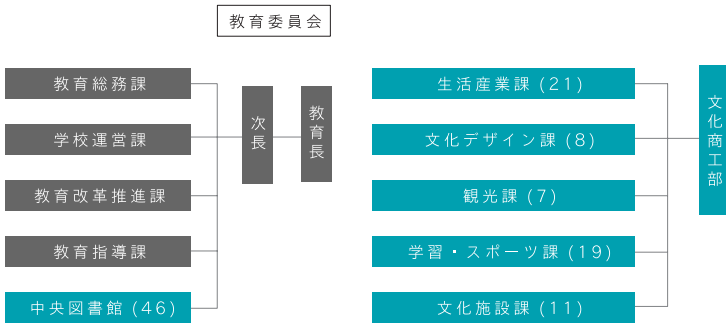 教育委員会
教育総務課
学校運営課
教育改革推進課
教育指導課
中央図書館 (46)
次長
教育長
生活産業課 (21)
文化デザイン課 (8)
観光課 (7)
学習・スポーツ課 (19)
文化施設課 (11)
文化商工部